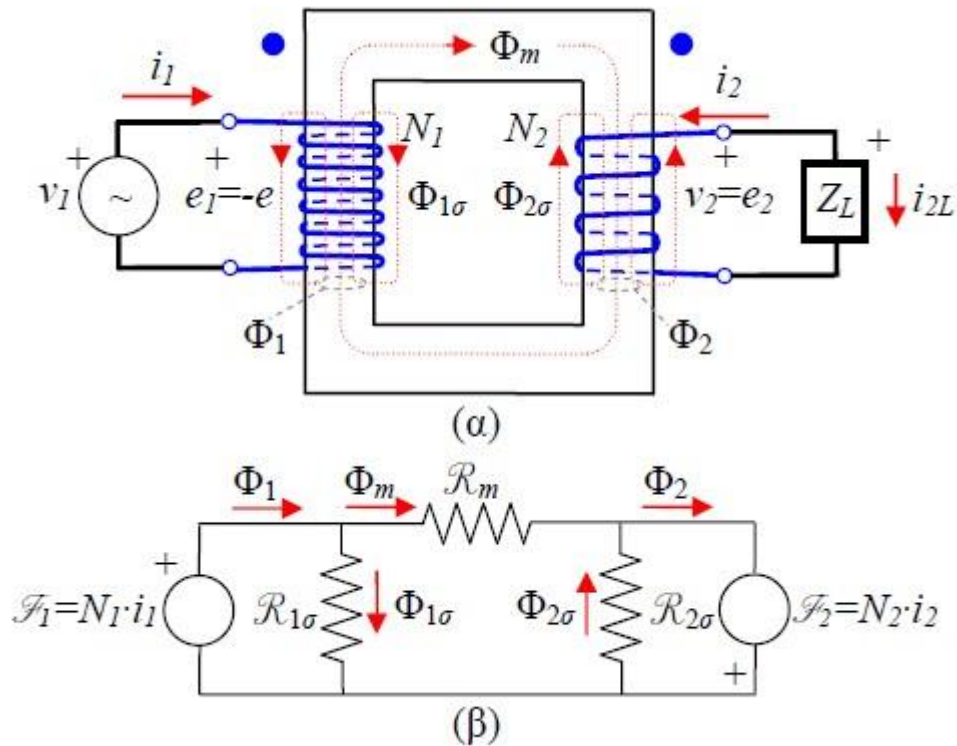 Φm
i1
i2
N1
N2
+
+
+
+
v1
~
e1=-e
Φ1σ
Φ2σ
v2=e2
ZL
i2L
Φ1
Φ2
(α)
Φ1
Φm
ℛm
Φ2
+
ℱ1=N1·i1
ℛ1σ
Φ1σ
Φ2σ
ℛ2σ
ℱ2=N2·i2
+
(β)